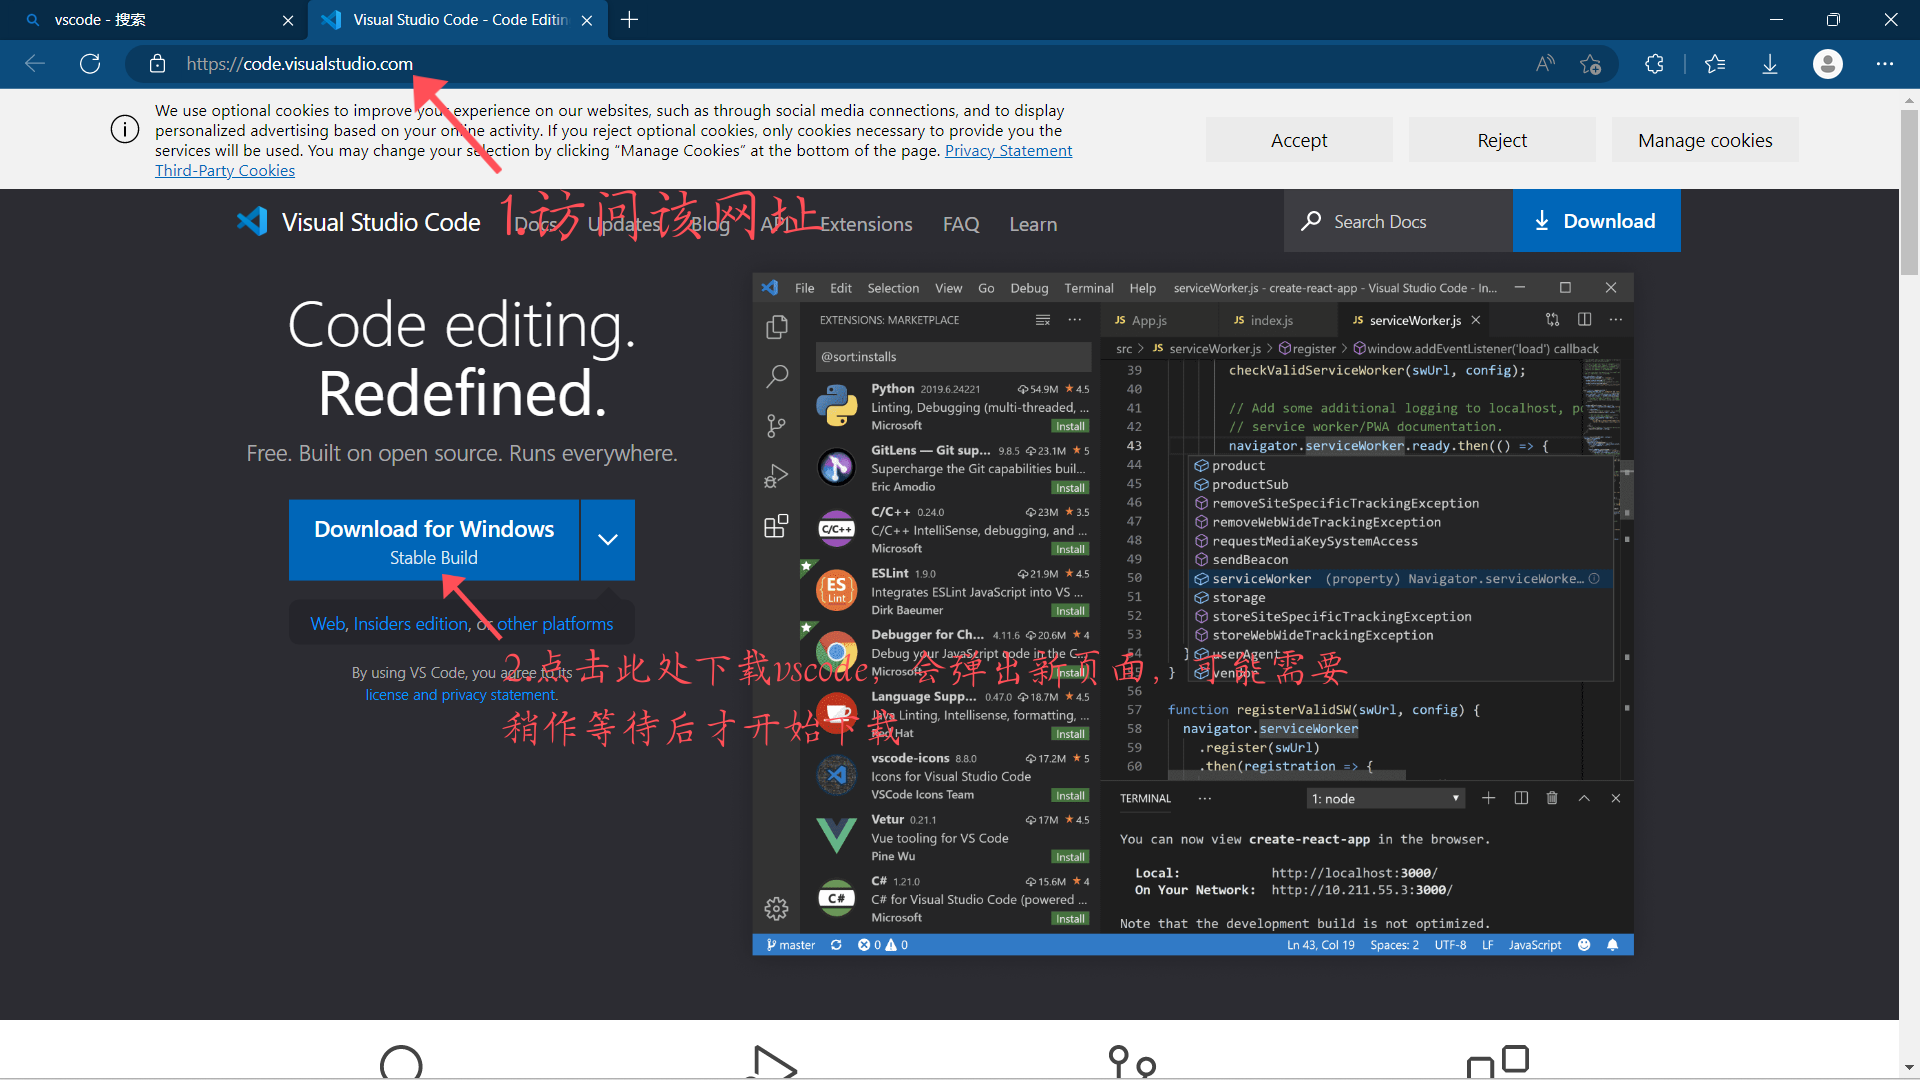 vscode - 搜索
Visual Studio Code - Code Editin
https://code.visualstudio.com
We use optional cookies to improve your experience on our websites, such as through social media connections, and to display
personalized advertising based on your online activity. If you reject optional cookies, only cookies necessary to provide you the
services will be used. You may change your selection by clicking “Manage Cookies” at the bottom of the page. Privacy Statement
Third-Party Cookies
Accept
Reject
Manage cookies
1.访问该网址
Visual Studio Code
Docs
Updates
Blog
API
Extensions
FAQ
Learn
Search Docs
Download
Code editing.
Redefined.
Free. Built on open source. Runs everywhere.
Download for Windows
Stable Build
Web, Insiders edition, or other platforms
By using VS Code, you agree to its
license and privacy statement.
2.点击此处下载vscode, 会弹出新页面, 可能需要
稍作等待后才开始下载
File Edit Selection View Go Debug Terminal Help serviceWorker.js - create-react-app - Visual Studio Code - In...
EXTENSIONS: MARKETPLACE
@sort:installs
Python 2019.6.24221 54.9M ★ 4.5
Linting, Debugging (multi-threaded, ...
Microsoft Install
GitLens — Git sup... 9.8.5 23.1M ★ 5
Supercharge the Git capabilities buil...
Eric Amodio Install
C/C++ 0.24.0 23M ★ 3.5
C/C++
C/C++ IntelliSense, debugging, and ...
Microsoft Install
ESLint 1.9.0 21.9M ★ 4.5
ES
Lint
Integrates ESLint JavaScript into VS ...
Dirk Baeumer Install
Debugger for Ch... 4.11.6 20.6M ★ 4
Debug your JavaScript code in the C...
Microsoft Install
Language Supp... 0.47.0 18.7M ★ 4.5
Java Linting, Intellisense, formatting, ...
Red Hat Install
vscode-icons 8.8.0 17.2M ★ 5
Icons for Visual Studio Code
VSCode Icons Team Install
Vetur 0.21.1 17M ★ 4.5
Vue tooling for VS Code
Pine Wu Install
C# 1.21.0 15.6M ★ 4
C#
C# for Visual Studio Code (powered ...
Microsoft Install
JS App.js
JS index.js
JS serviceWorker.js
src > JS serviceWorker.js > register > window.addEventListener('load') callback
39 checkValidServiceWorker(swUrl, config);
40
41 // Add some additional logging to localhost, p
42 // service worker/PWA documentation.
43 navigator.serviceWorker.ready.then(() => {
44 product
45 productSub
46 removeSiteSpecificTrackingException
47 removeWebWideTrackingException
48 requestMediaKeySystemAccess
49 sendBeacon
50 serviceWorker (property) Navigator.serviceWorke...
51 storage
52 storeSiteSpecificTrackingException
53 storeWebWideTrackingException
54 } userAgent
55 } vendor
56
57 function registerValidSW(swUrl, config) {
58 navigator.serviceWorker
59 .register(swUrl)
60 .then(registration => {
TERMINAL ··· 1: node
You can now view create-react-app in the browser.
Local: http://localhost:3000/
On Your Network: http://10.211.55.3:3000/
Note that the development build is not optimized.
master 0 0 Ln 43, Col 19 Spaces: 2 UTF-8 LF JavaScript